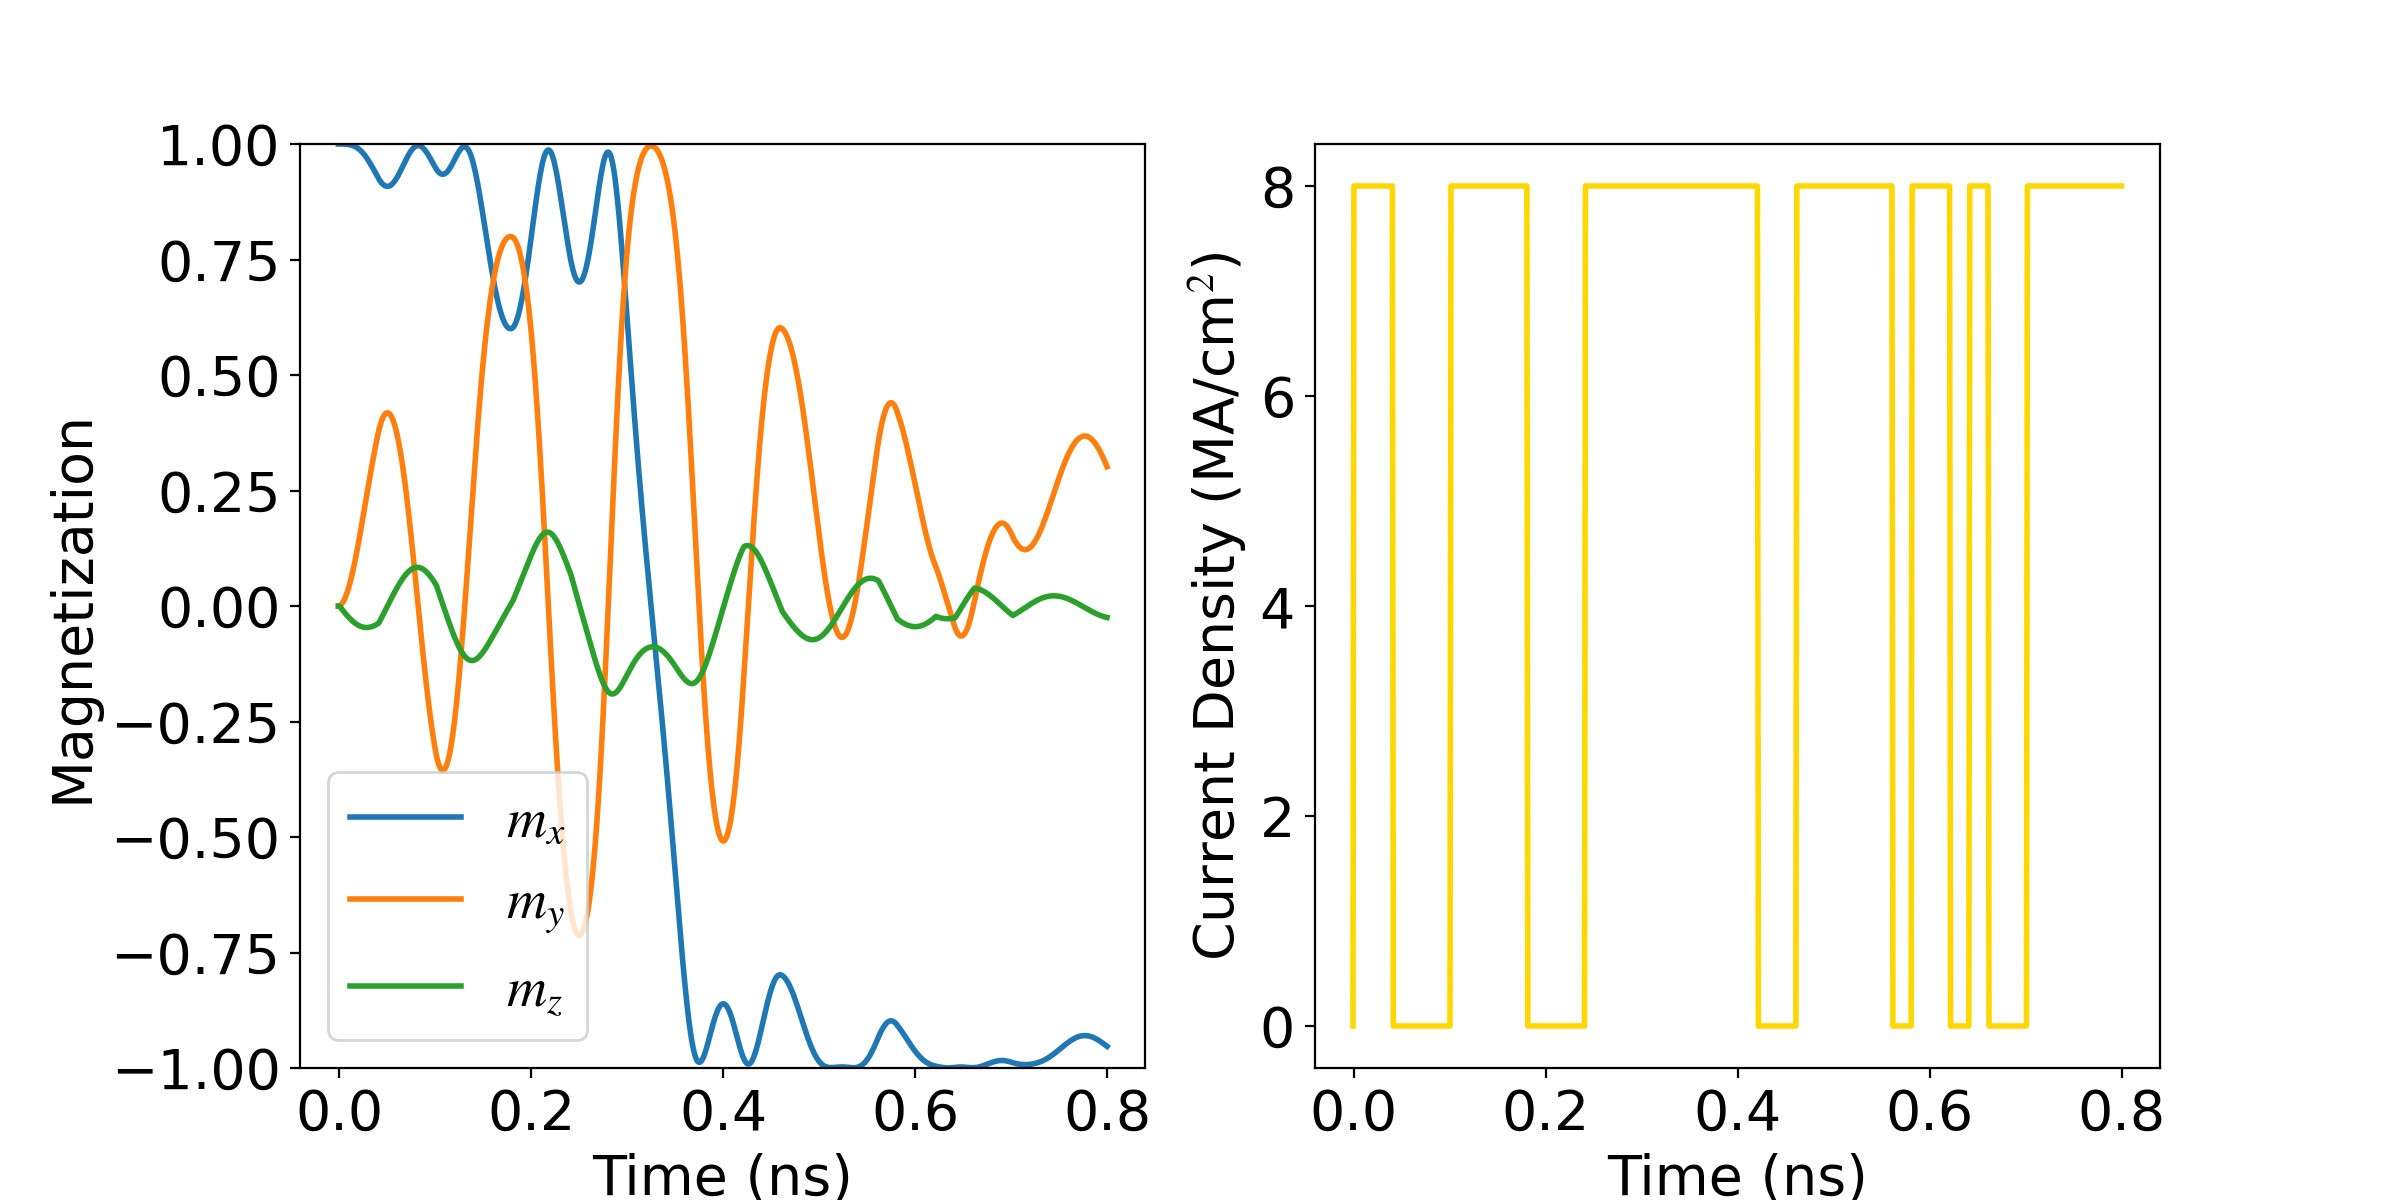 1.00
0.75
0.50
0.25
0.00
−0.25
−0.50
−0.75
−1.00
Magnetization
m_x
m_y
m_z
0.0 0.2 0.4 0.6 0.8
Time (ns)
8
6
4
2
0
Current Density (MA/cm²)
0.0 0.2 0.4 0.6 0.8
Time (ns)